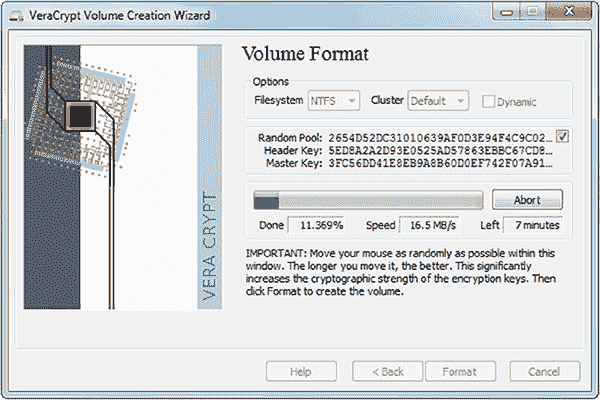 VeraCrypt Volume Creation Wizard
Volume Format
Options
Filesystem NTFS Cluster Default Dynamic
Random Pool: 2654D52DC31010639AF0D3E94F4C9C02...
Header Key: 5ED8A2A2D93E0525AD57863EBBC67CD8...
Master Key: 3FC56DD41E8EB9A8B60D0EF742F07A91...
Abort
Done 11.369% Speed 16.5 MB/s Left 7 minutes
IMPORTANT: Move your mouse as randomly as possible within this
window. The longer you move it, the better. This significantly
increases the cryptographic strength of the encryption keys. Then
click Format to create the volume.
VERA CRYPT
Help < Back Format Cancel